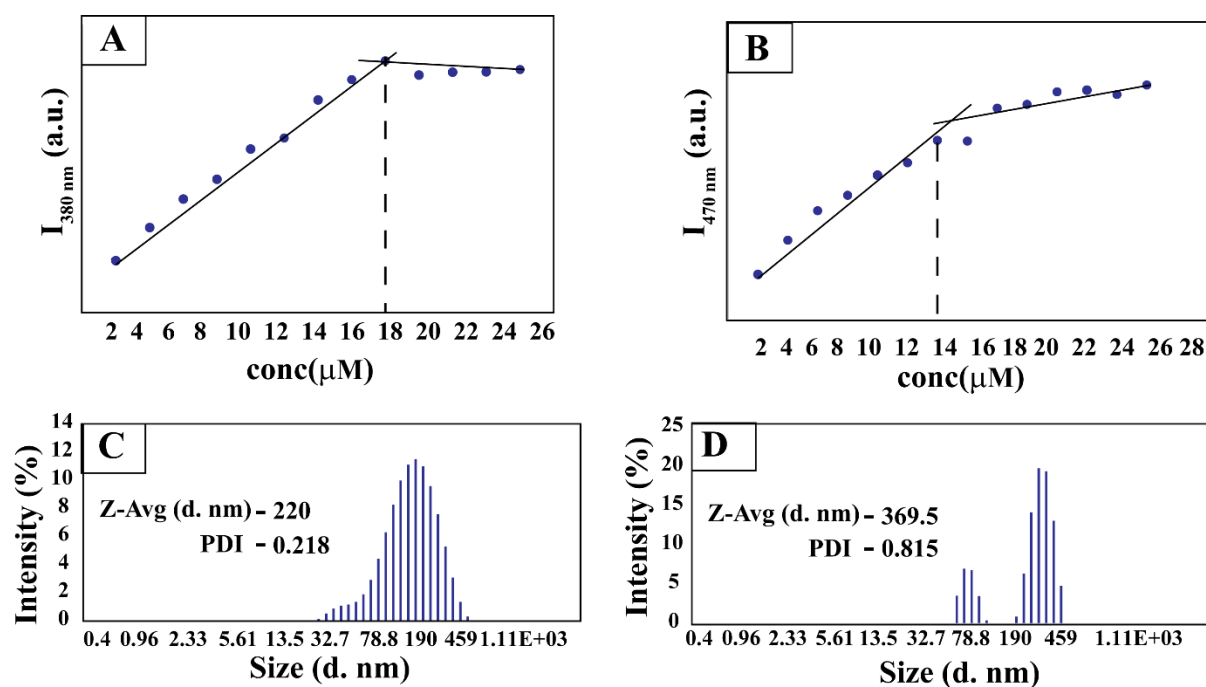 A
I380 nm (a.u.)
2 4 6 8 10 12 14 16 18 20 22 24 26
conc(μM)
B
I470 nm (a.u.)
2 4 6 8 10 12 14 16 18 20 22 24 26 28
conc(μM)
C
Intensity (%)
14
12
10
8
6
4
2
0
Z-Avg (d. nm) - 220
PDI - 0.218
0.4 0.96 2.33 5.61 13.5 32.7 78.8 190 459 1.11E+03
Size (d. nm)
D
Intensity (%)
25
20
15
10
5
0
Z-Avg (d. nm) - 369.5
PDI - 0.815
0.4 0.96 2.33 5.61 13.5 32.7 78.8 190 459 1.11E+03
Size (d. nm)